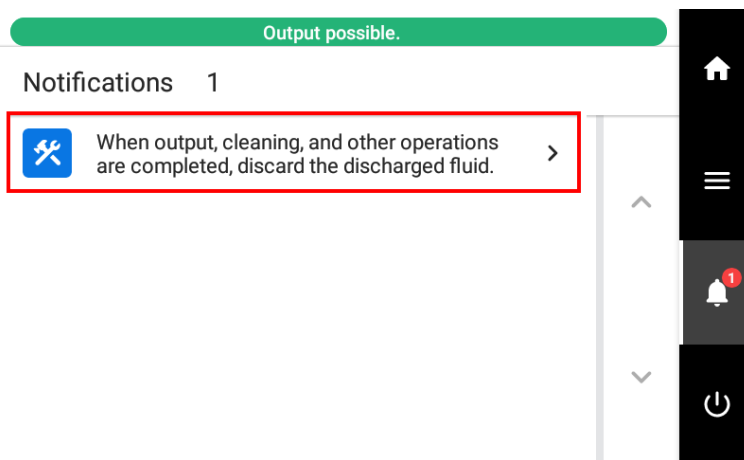 Output possible.
Notifications 1
When output, cleaning, and other operations
are completed, discard the discharged fluid.
1